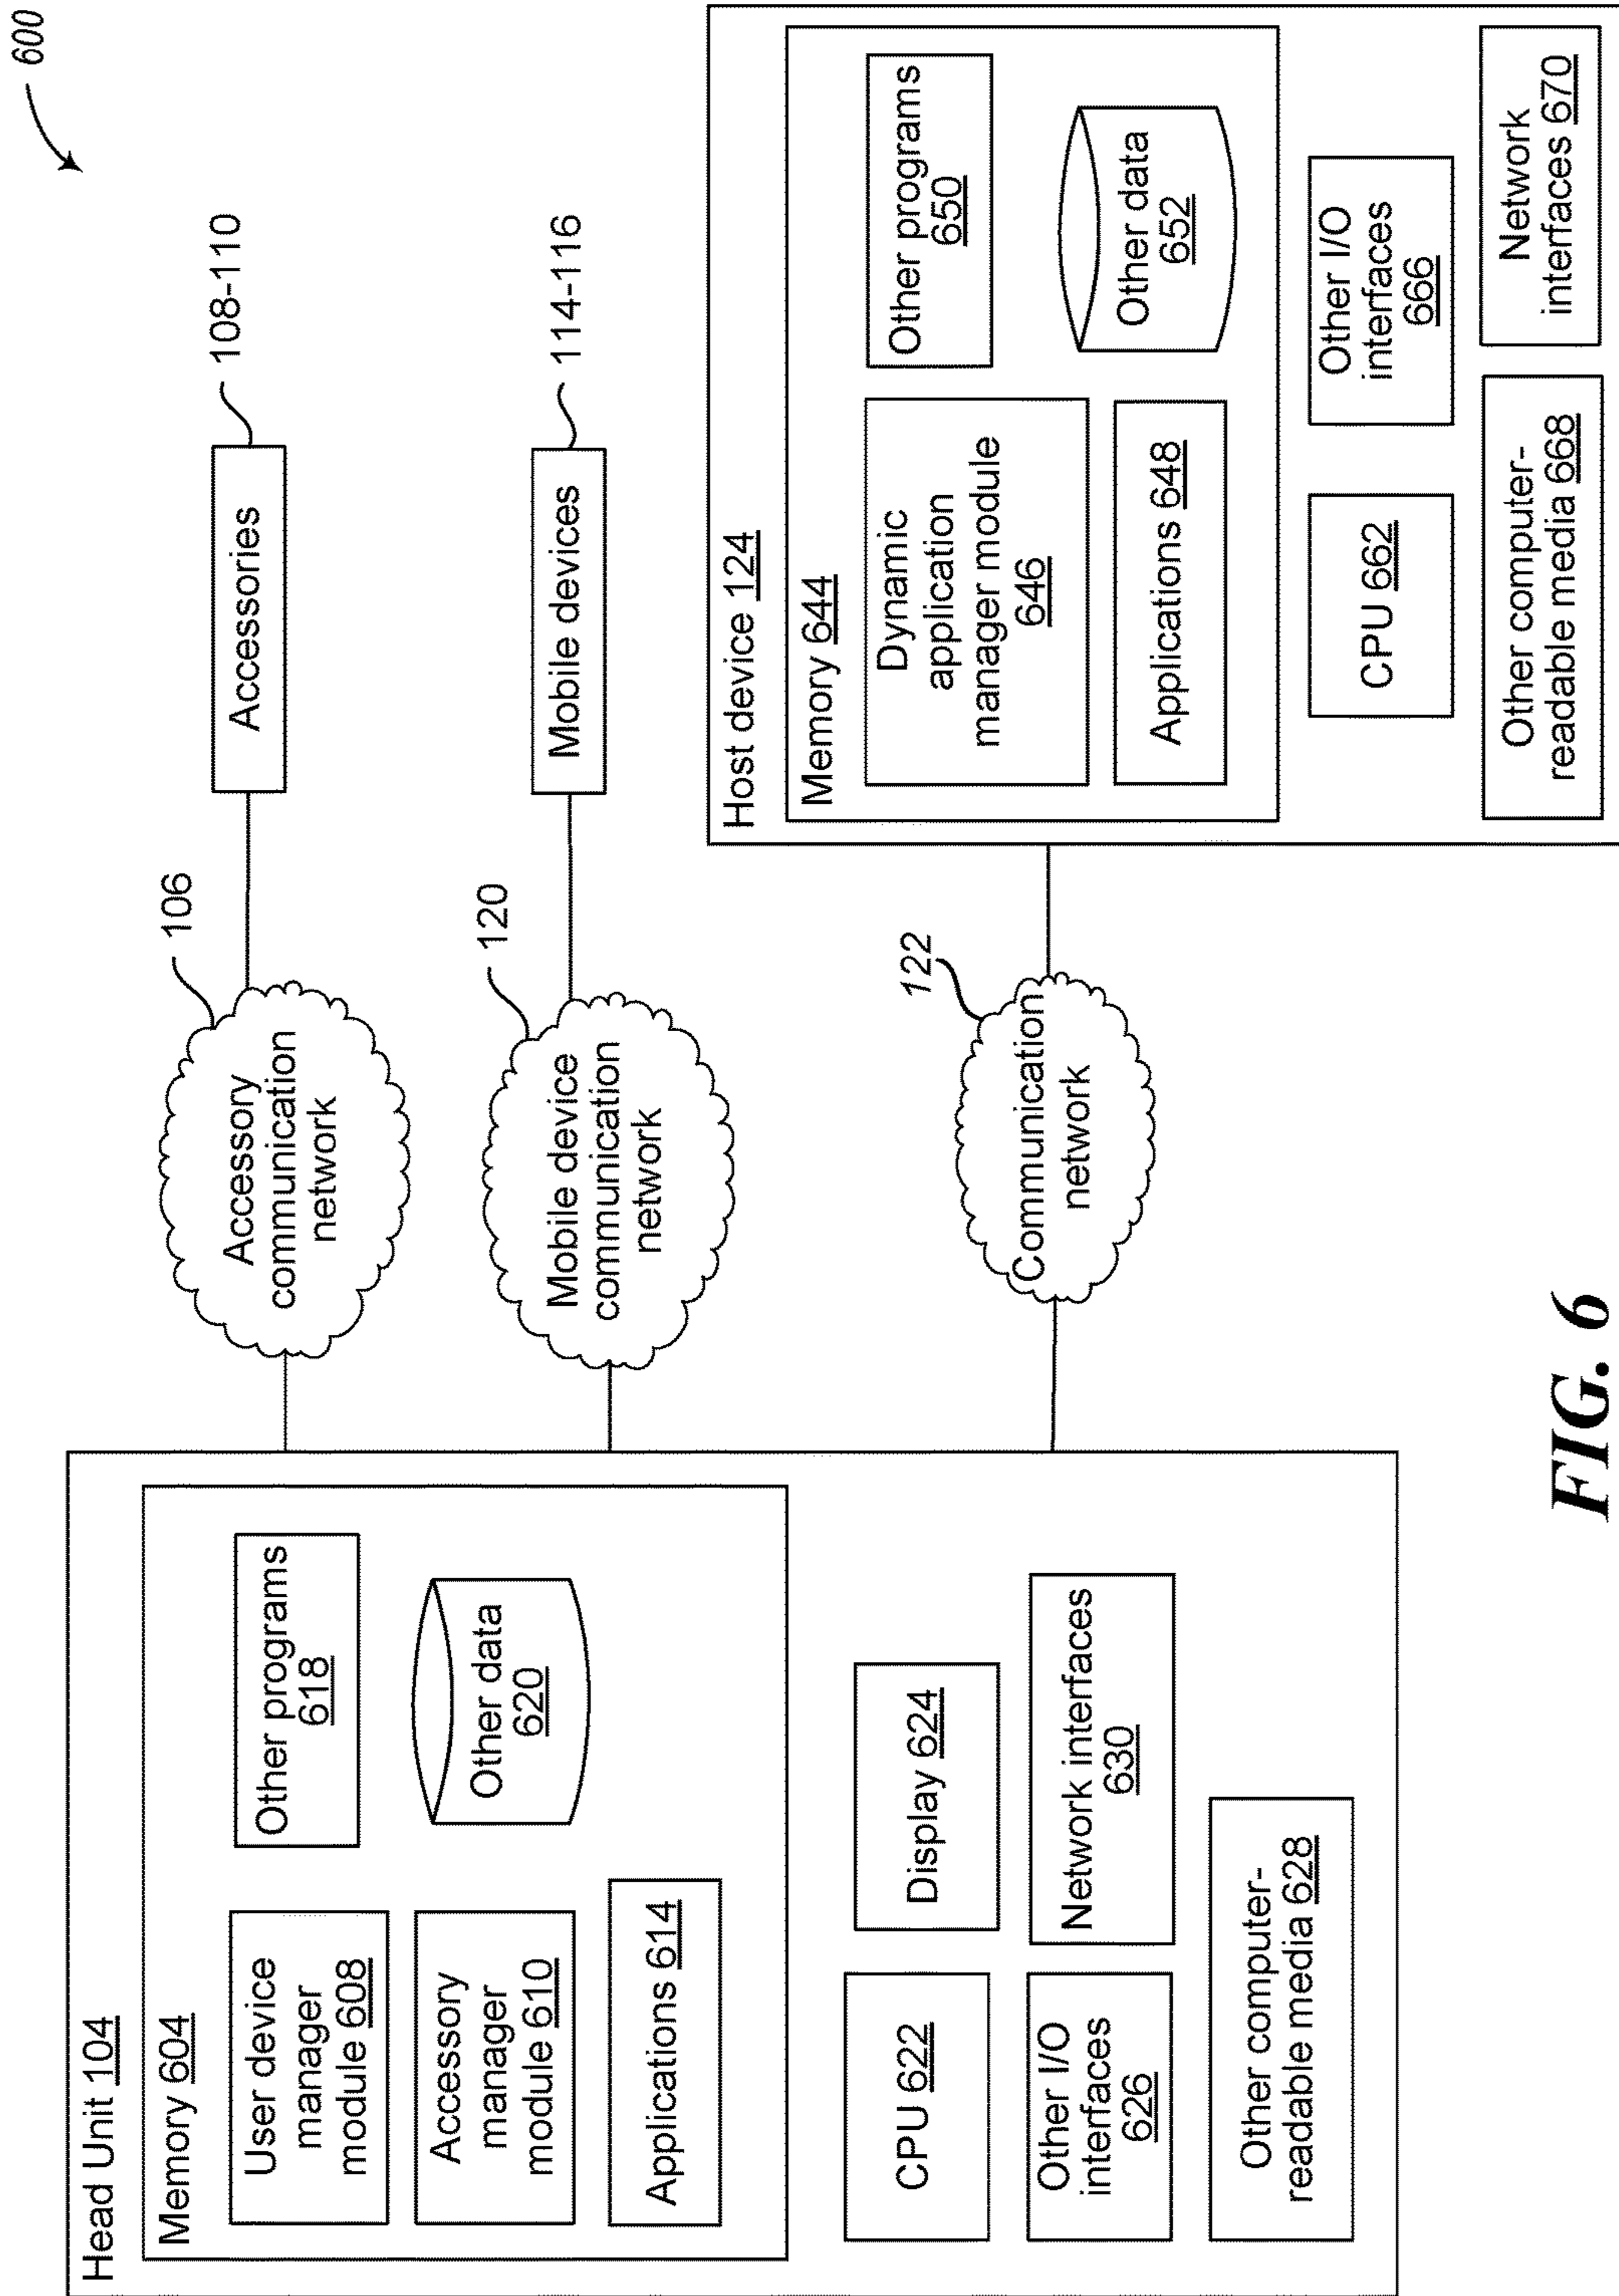 600
Head Unit 104
Memory 604
User device
manager
module 608
Other programs
618
Accessory
manager
module 610
Other data
620
Applications 614
CPU 622
Display 624
Other I/O
interfaces
626
Network interfaces
630
Other computer-
readable media 628
Accessory
communication
network
106
Accessories
108-110
Mobile device
communication
network
120
Mobile devices
114-116
Communication
network
122
Host device 124
Memory 644
Dynamic
application
manager module
646
Other programs
650
Applications 648
Other data
652
CPU 662
Other I/O
interfaces
666
Other computer-
readable media 668
Network
interfaces 670
FIG. 6